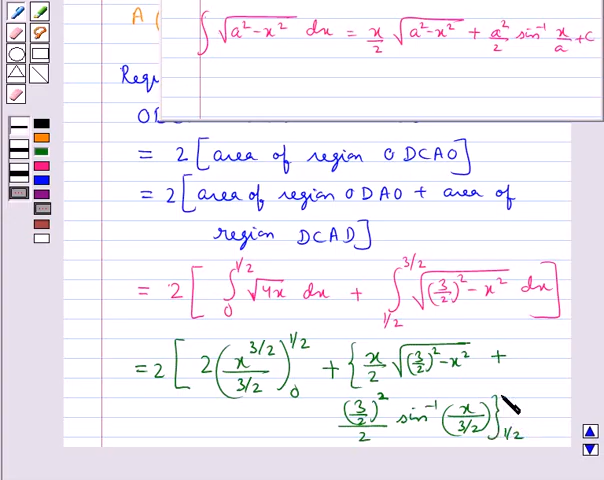 ∫ √(a²-x²) dx = x/2 √(a²-x²) + a²/2 sin⁻¹ x/a + C
A (
Requ
= 2 [area of region ODCAO]
= 2 [area of region ODAO + area of
region DCAD]
= 2 [ ∫₀^{1/2} √4x dx + ∫_{1/2}^{3/2} √((3/2)² - x²) dx ]
= 2 [ 2 (x^{3/2}/(3/2))₀^{1/2} + { x/2 √((3/2)² - x²) +
(3/2)²/2 sin⁻¹ (x/(3/2)) }_{1/2}